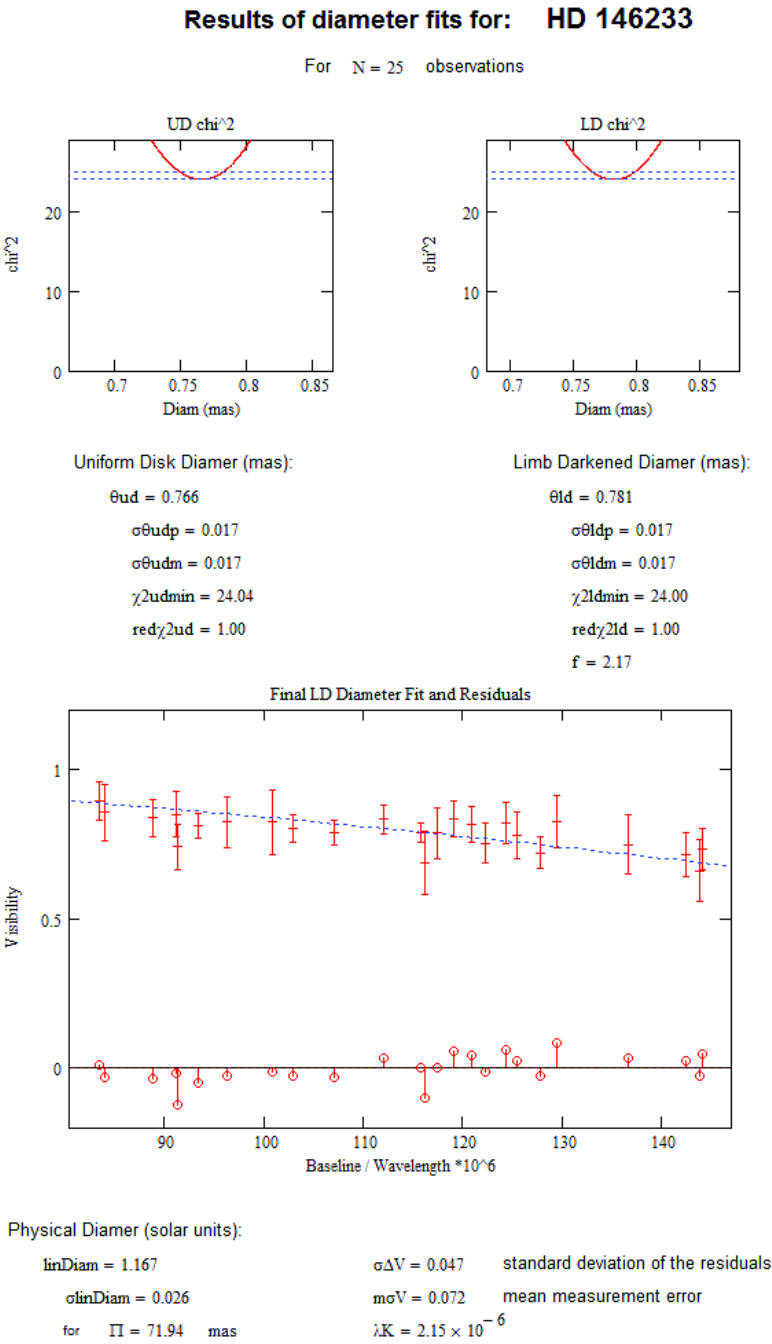 Results of diameter fits for: HD 146233
For N = 25 observations
UD chi^2
chi^2
20
10
0
0.7 0.75 0.8 0.85
Diam (mas)
LD chi^2
chi^2
20
10
0
0.7 0.75 0.8 0.85
Diam (mas)
Uniform Disk Diamer (mas):
θud = 0.766
σθudp = 0.017
σθudm = 0.017
χ2udmin = 24.04
redχ2ud = 1.00
Limb Darkened Diamer (mas):
θld = 0.781
σθldp = 0.017
σθldm = 0.017
χ2ldmin = 24.00
redχ2ld = 1.00
f = 2.17
Final LD Diameter Fit and Residuals
Visibility
1
0.5
0
90 100 110 120 130 140
Baseline / Wavelength *10^6
Physical Diamer (solar units):
linDiam = 1.167
σlinDiam = 0.026
for Π = 71.94 mas
σΔV = 0.047 standard deviation of the residuals
mσV = 0.072 mean measurement error
λK = 2.15 × 10⁻⁶